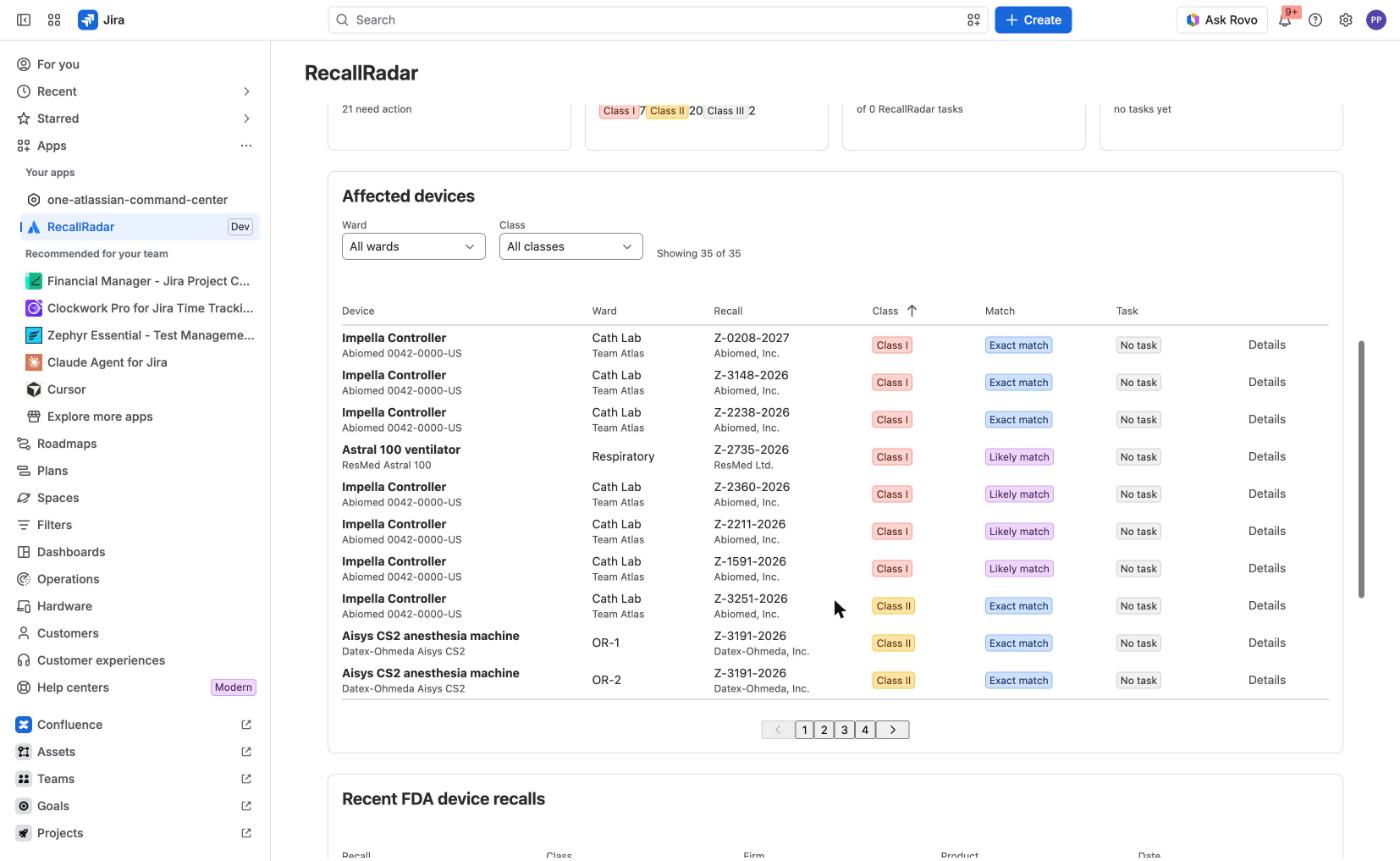 Jira
Search
Create
Ask Rovo
9+
PP
For you
Recent
Starred
Apps
Your apps
one-atlassian-command-center
RecallRadar
Dev
Recommended for your team
Financial Manager - Jira Project C...
Clockwork Pro for Jira Time Tracki...
Zephyr Essential - Test Manageme...
Claude Agent for Jira
Cursor
Explore more apps
Roadmaps
Plans
Spaces
Filters
Dashboards
Operations
Hardware
Customers
Customer experiences
Help centers
Modern
Confluence
Assets
Teams
Goals
Projects
RecallRadar
21 need action
Class I 7 Class II 20 Class III 2
of 0 RecallRadar tasks
no tasks yet
Affected devices
Ward Class
All wards All classes Showing 35 of 35
Device Ward Recall Class Match Task
Impella Controller Cath Lab Z-0208-2027 Class I Exact match No task Details
Abiomed 0042-0000-US Team Atlas Abiomed, Inc.
Impella Controller Cath Lab Z-3148-2026 Class I Exact match No task Details
Abiomed 0042-0000-US Team Atlas Abiomed, Inc.
Impella Controller Cath Lab Z-2238-2026 Class I Exact match No task Details
Abiomed 0042-0000-US Team Atlas Abiomed, Inc.
Astral 100 ventilator Respiratory Z-2735-2026 Class I Likely match No task Details
ResMed Astral 100 ResMed Ltd.
Impella Controller Cath Lab Z-2360-2026 Class I Likely match No task Details
Abiomed 0042-0000-US Team Atlas Abiomed, Inc.
Impella Controller Cath Lab Z-2211-2026 Class I Likely match No task Details
Abiomed 0042-0000-US Team Atlas Abiomed, Inc.
Impella Controller Cath Lab Z-1591-2026 Class I Likely match No task Details
Abiomed 0042-0000-US Team Atlas Abiomed, Inc.
Impella Controller Cath Lab Z-3251-2026 Class II Exact match No task Details
Abiomed 0042-0000-US Team Atlas Abiomed, Inc.
Aisys CS2 anesthesia machine OR-1 Z-3191-2026 Class II Exact match No task Details
Datex-Ohmeda Aisys CS2 Datex-Ohmeda, Inc.
Aisys CS2 anesthesia machine OR-2 Z-3191-2026 Class II Exact match No task Details
Datex-Ohmeda Aisys CS2 Datex-Ohmeda, Inc.
1 2 3 4
Recent FDA device recalls
Recall Class Firm Product Date